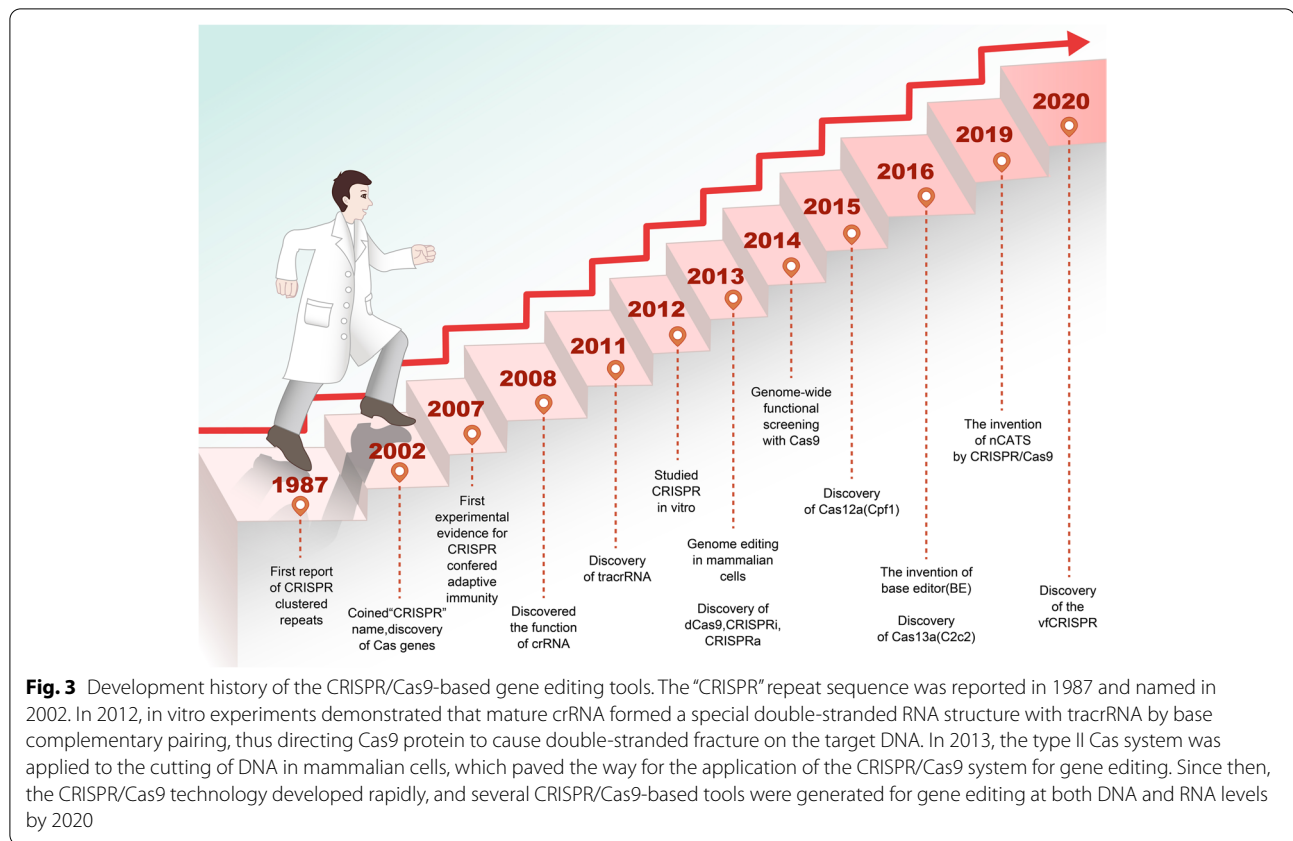 2020
2019
2016
2015
2014
2013
2012
2011
2008
2007
2002
1987
First report
of CRISPR
clustered
repeats
Coined“CRISPR”
name,discovery
of Cas genes
First
experimental
evidence for
CRISPR
confered
adaptive
immunity
Discovered
the function
of crRNA
Discovery
of tracrRNA
Studied
CRISPR
in vitro
Genome editing
in mammalian
cells
Discovery of
dCas9,CRISPRi,
CRISPRa
Genome-wide
functional
screening
with Cas9
Discovery
of Cas12a(Cpf1)
The invention of
base editor(BE)
Discovery
of Cas13a(C2c2)
The invention
of nCATS
by CRISPR/Cas9
Discovery
of the
vfCRISPR
Fig. 3 Development history of the CRISPR/Cas9-based gene editing tools. The “CRISPR” repeat sequence was reported in 1987 and named in
2002. In 2012, in vitro experiments demonstrated that mature crRNA formed a special double-stranded RNA structure with tracrRNA by base
complementary pairing, thus directing Cas9 protein to cause double-stranded fracture on the target DNA. In 2013, the type II Cas system was
applied to the cutting of DNA in mammalian cells, which paved the way for the application of the CRISPR/Cas9 system for gene editing. Since then,
the CRISPR/Cas9 technology developed rapidly, and several CRISPR/Cas9-based tools were generated for gene editing at both DNA and RNA levels
by 2020